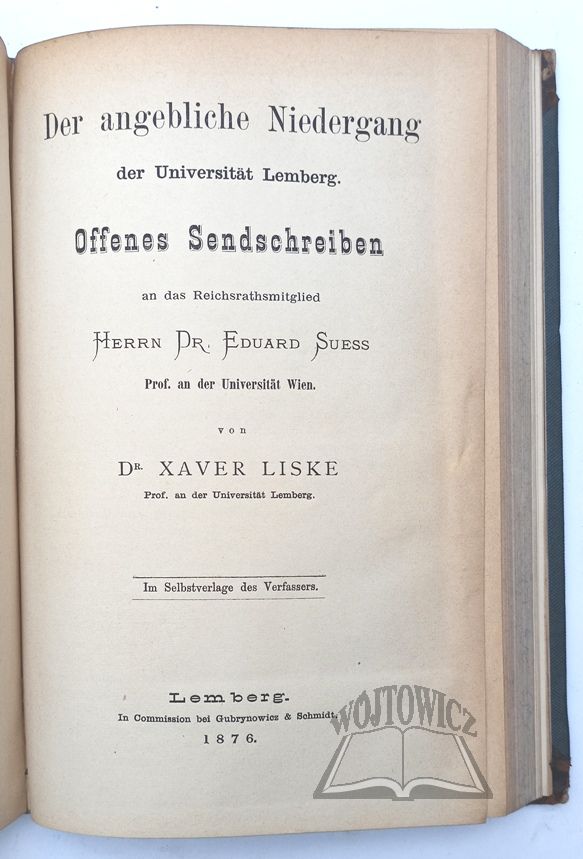 Der angebliche Niedergang
der Universität Lemberg.
Offenes Sendschreiben
an das Reichsrathsmitglied
HERRN DR. EDUARD SUESS
Prof. an der Universität Wien.
von
DR. XAVER LISKE
Prof. an der Universität Lemberg.
Im Selbstverlage des Verfassers.
Lemberg.
In Commission bei Gubrynowicz & Schmidt.
1876.
WÓJTOWICZ